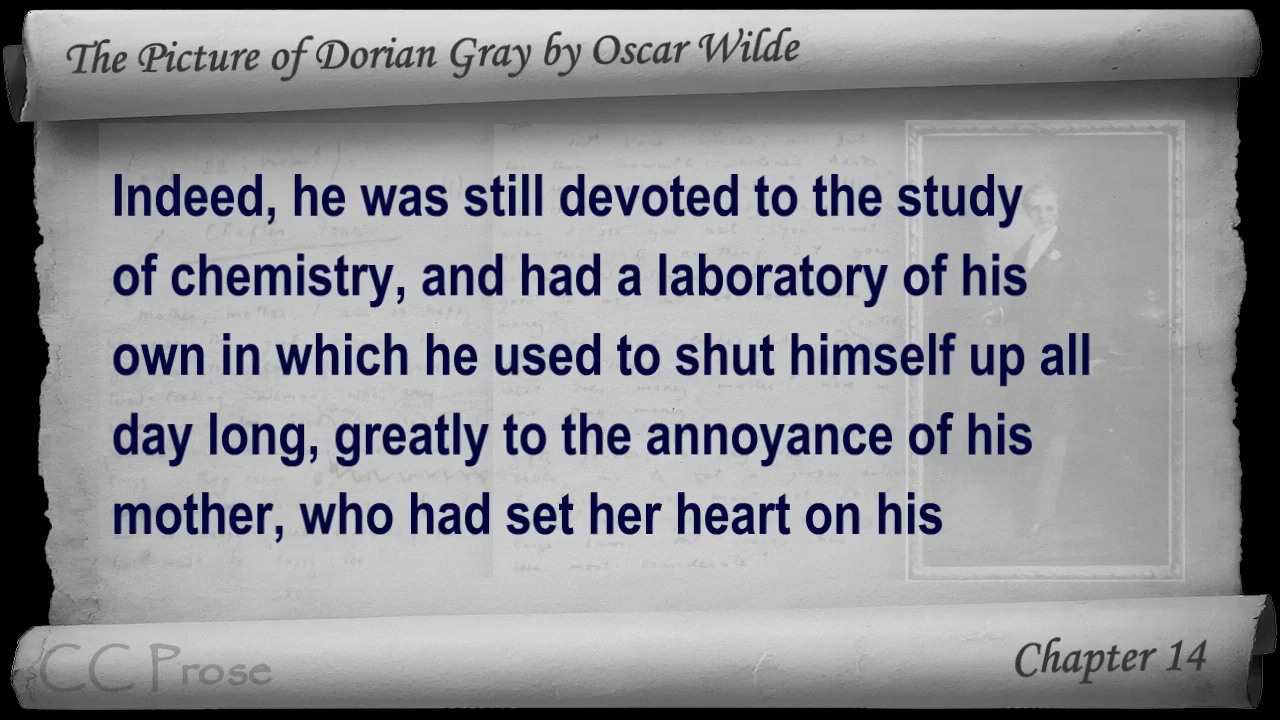 The Picture of Dorian Gray by Oscar Wilde
Indeed, he was still devoted to the study
of chemistry, and had a laboratory of his
own in which he used to shut himself up all
day long, greatly to the annoyance of his
mother, who had set her heart on his
CC Prose
Chapter 14